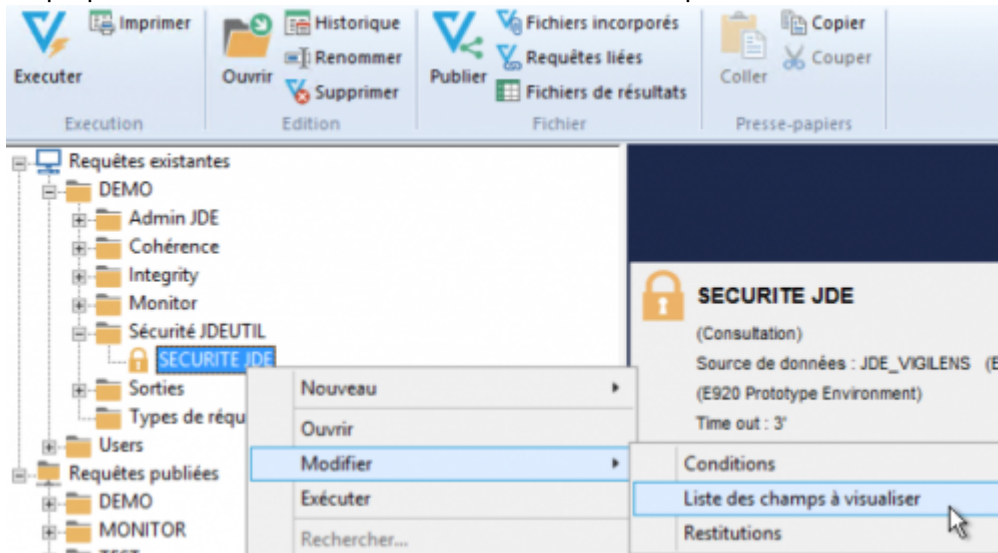 Imprimer
Executer
Execution
Historique
Renommer
Supprimer
Ouvrir
Edition
Fichiers incorporés
Requêtes liées
Fichiers de résultats
Publier
Fichier
Copier
Couper
Coller
Presse-papiers
Requêtes existantes
DEMO
Admin JDE
Cohérence
Integrity
Monitor
Sécurité JDEUTIL
SECURITE JDE
Sorties
Types de réqu
Users
Requêtes publiées
DEMO
MONITOR
Nouveau
Ouvrir
Modifier
Exécuter
Rechercher...
SECURITE JDE
(Consultation)
Source de données : JDE_VIGILENS (E
(E920 Prototype Environment)
Time out : 3'
Conditions
Liste des champs à visualiser
Restitutions